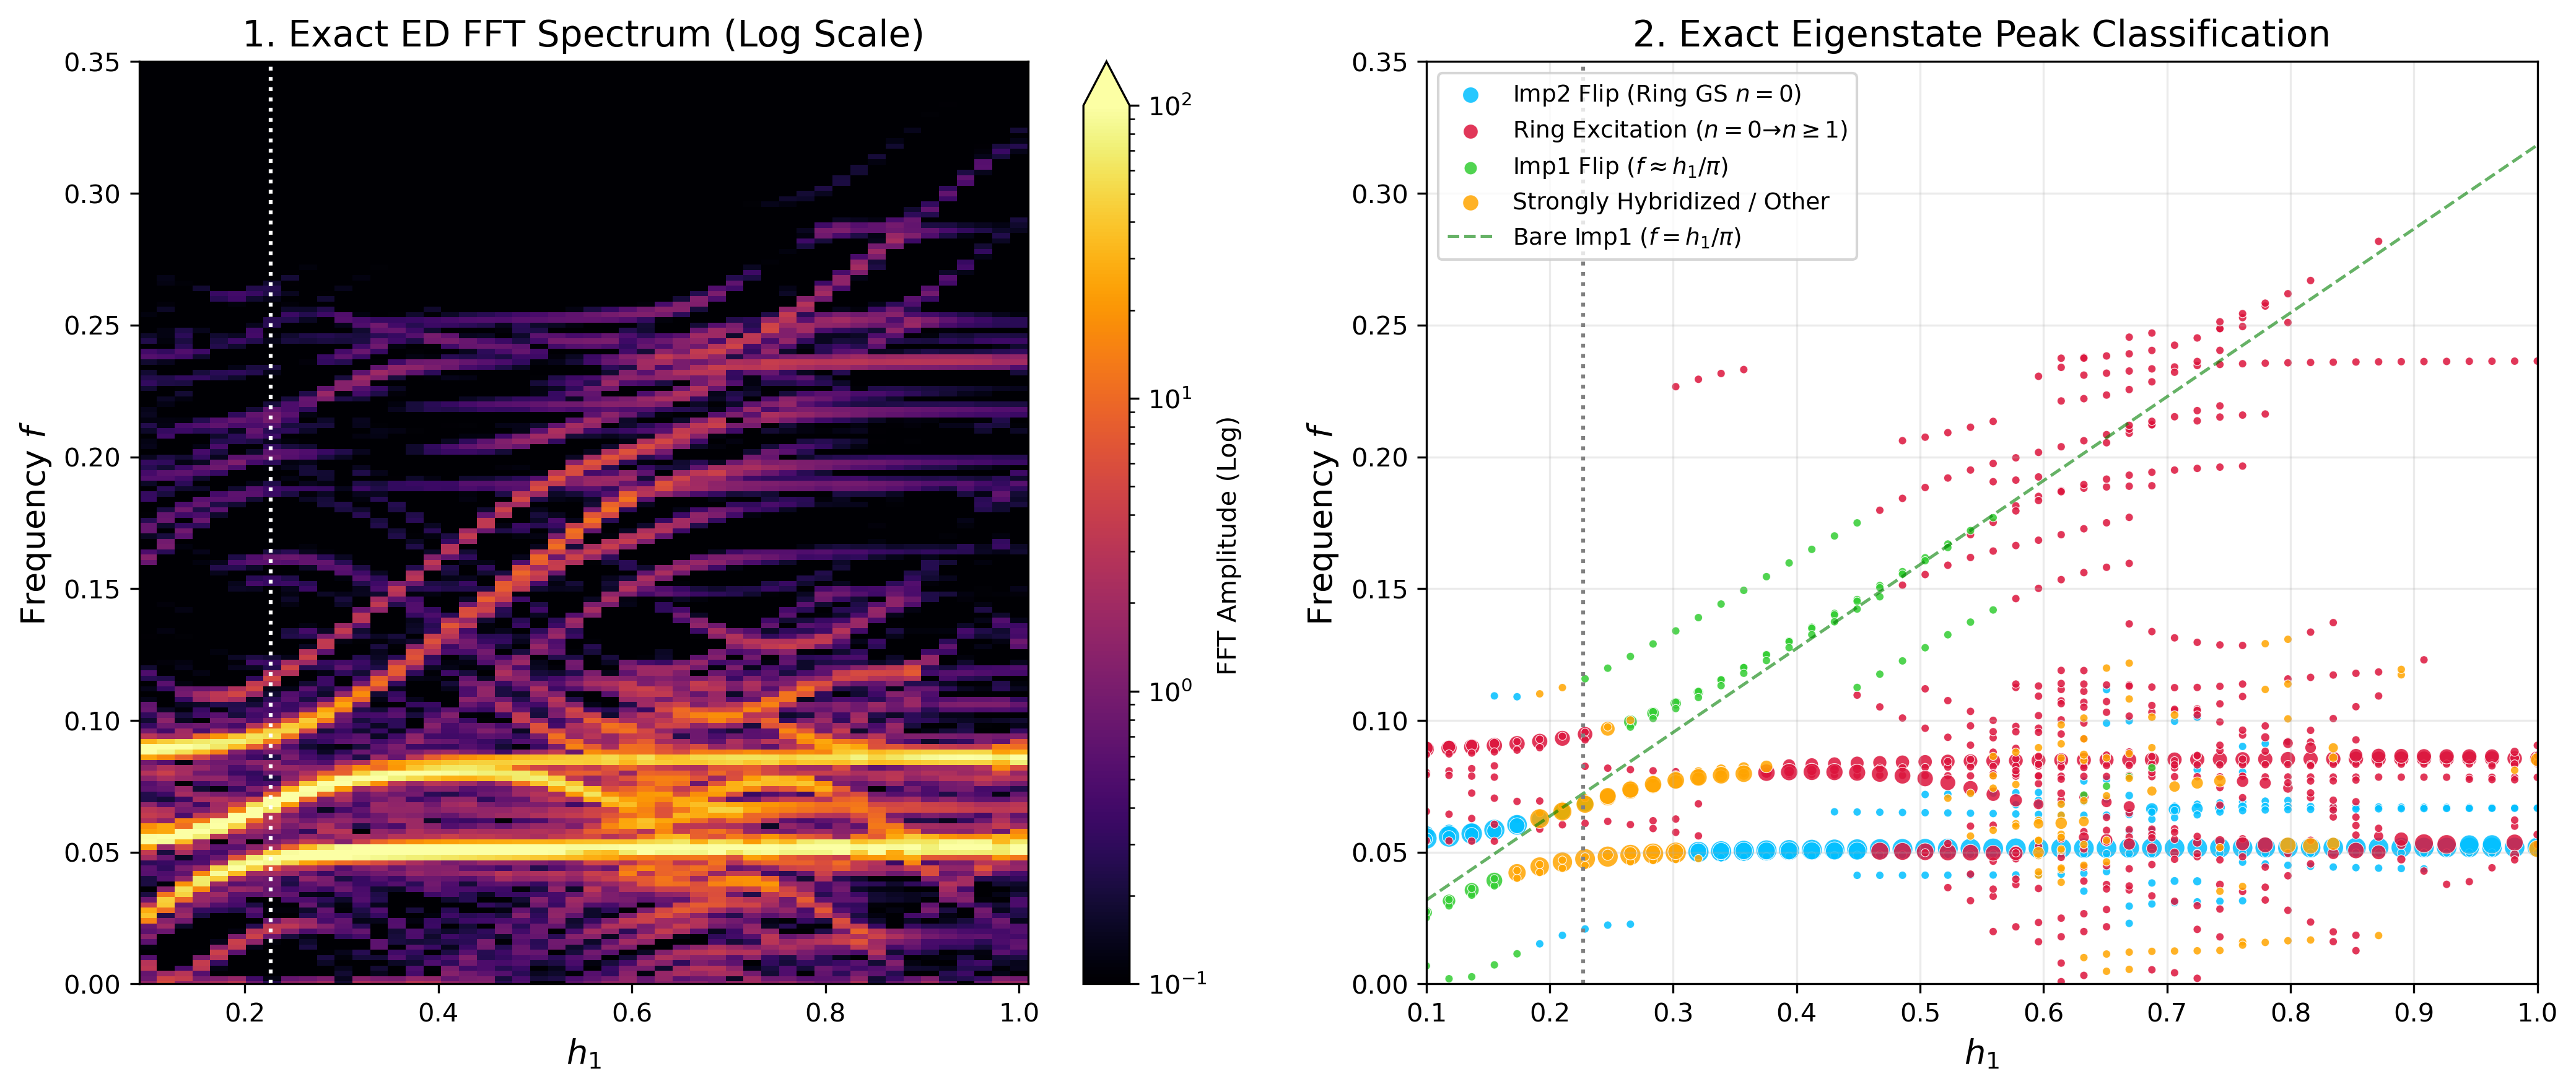 1. Exact ED FFT Spectrum (Log Scale)
Frequency f
0.35
0.30
0.25
0.20
0.15
0.10
0.05
0.00
0.2
0.4
0.6
0.8
1.0
h₁
10²
10¹
10⁰
10⁻¹
FFT Amplitude (Log)
2. Exact Eigenstate Peak Classification
Frequency f
0.35
0.30
0.25
0.20
0.15
0.10
0.05
0.00
Imp2 Flip (Ring GS n = 0)
Ring Excitation (n = 0→n ≥ 1)
Imp1 Flip (f ≈ h₁/π)
Strongly Hybridized / Other
Bare Imp1 (f = h₁/π)
0.1
0.2
0.3
0.4
0.5
0.6
0.7
0.8
0.9
1.0
h₁